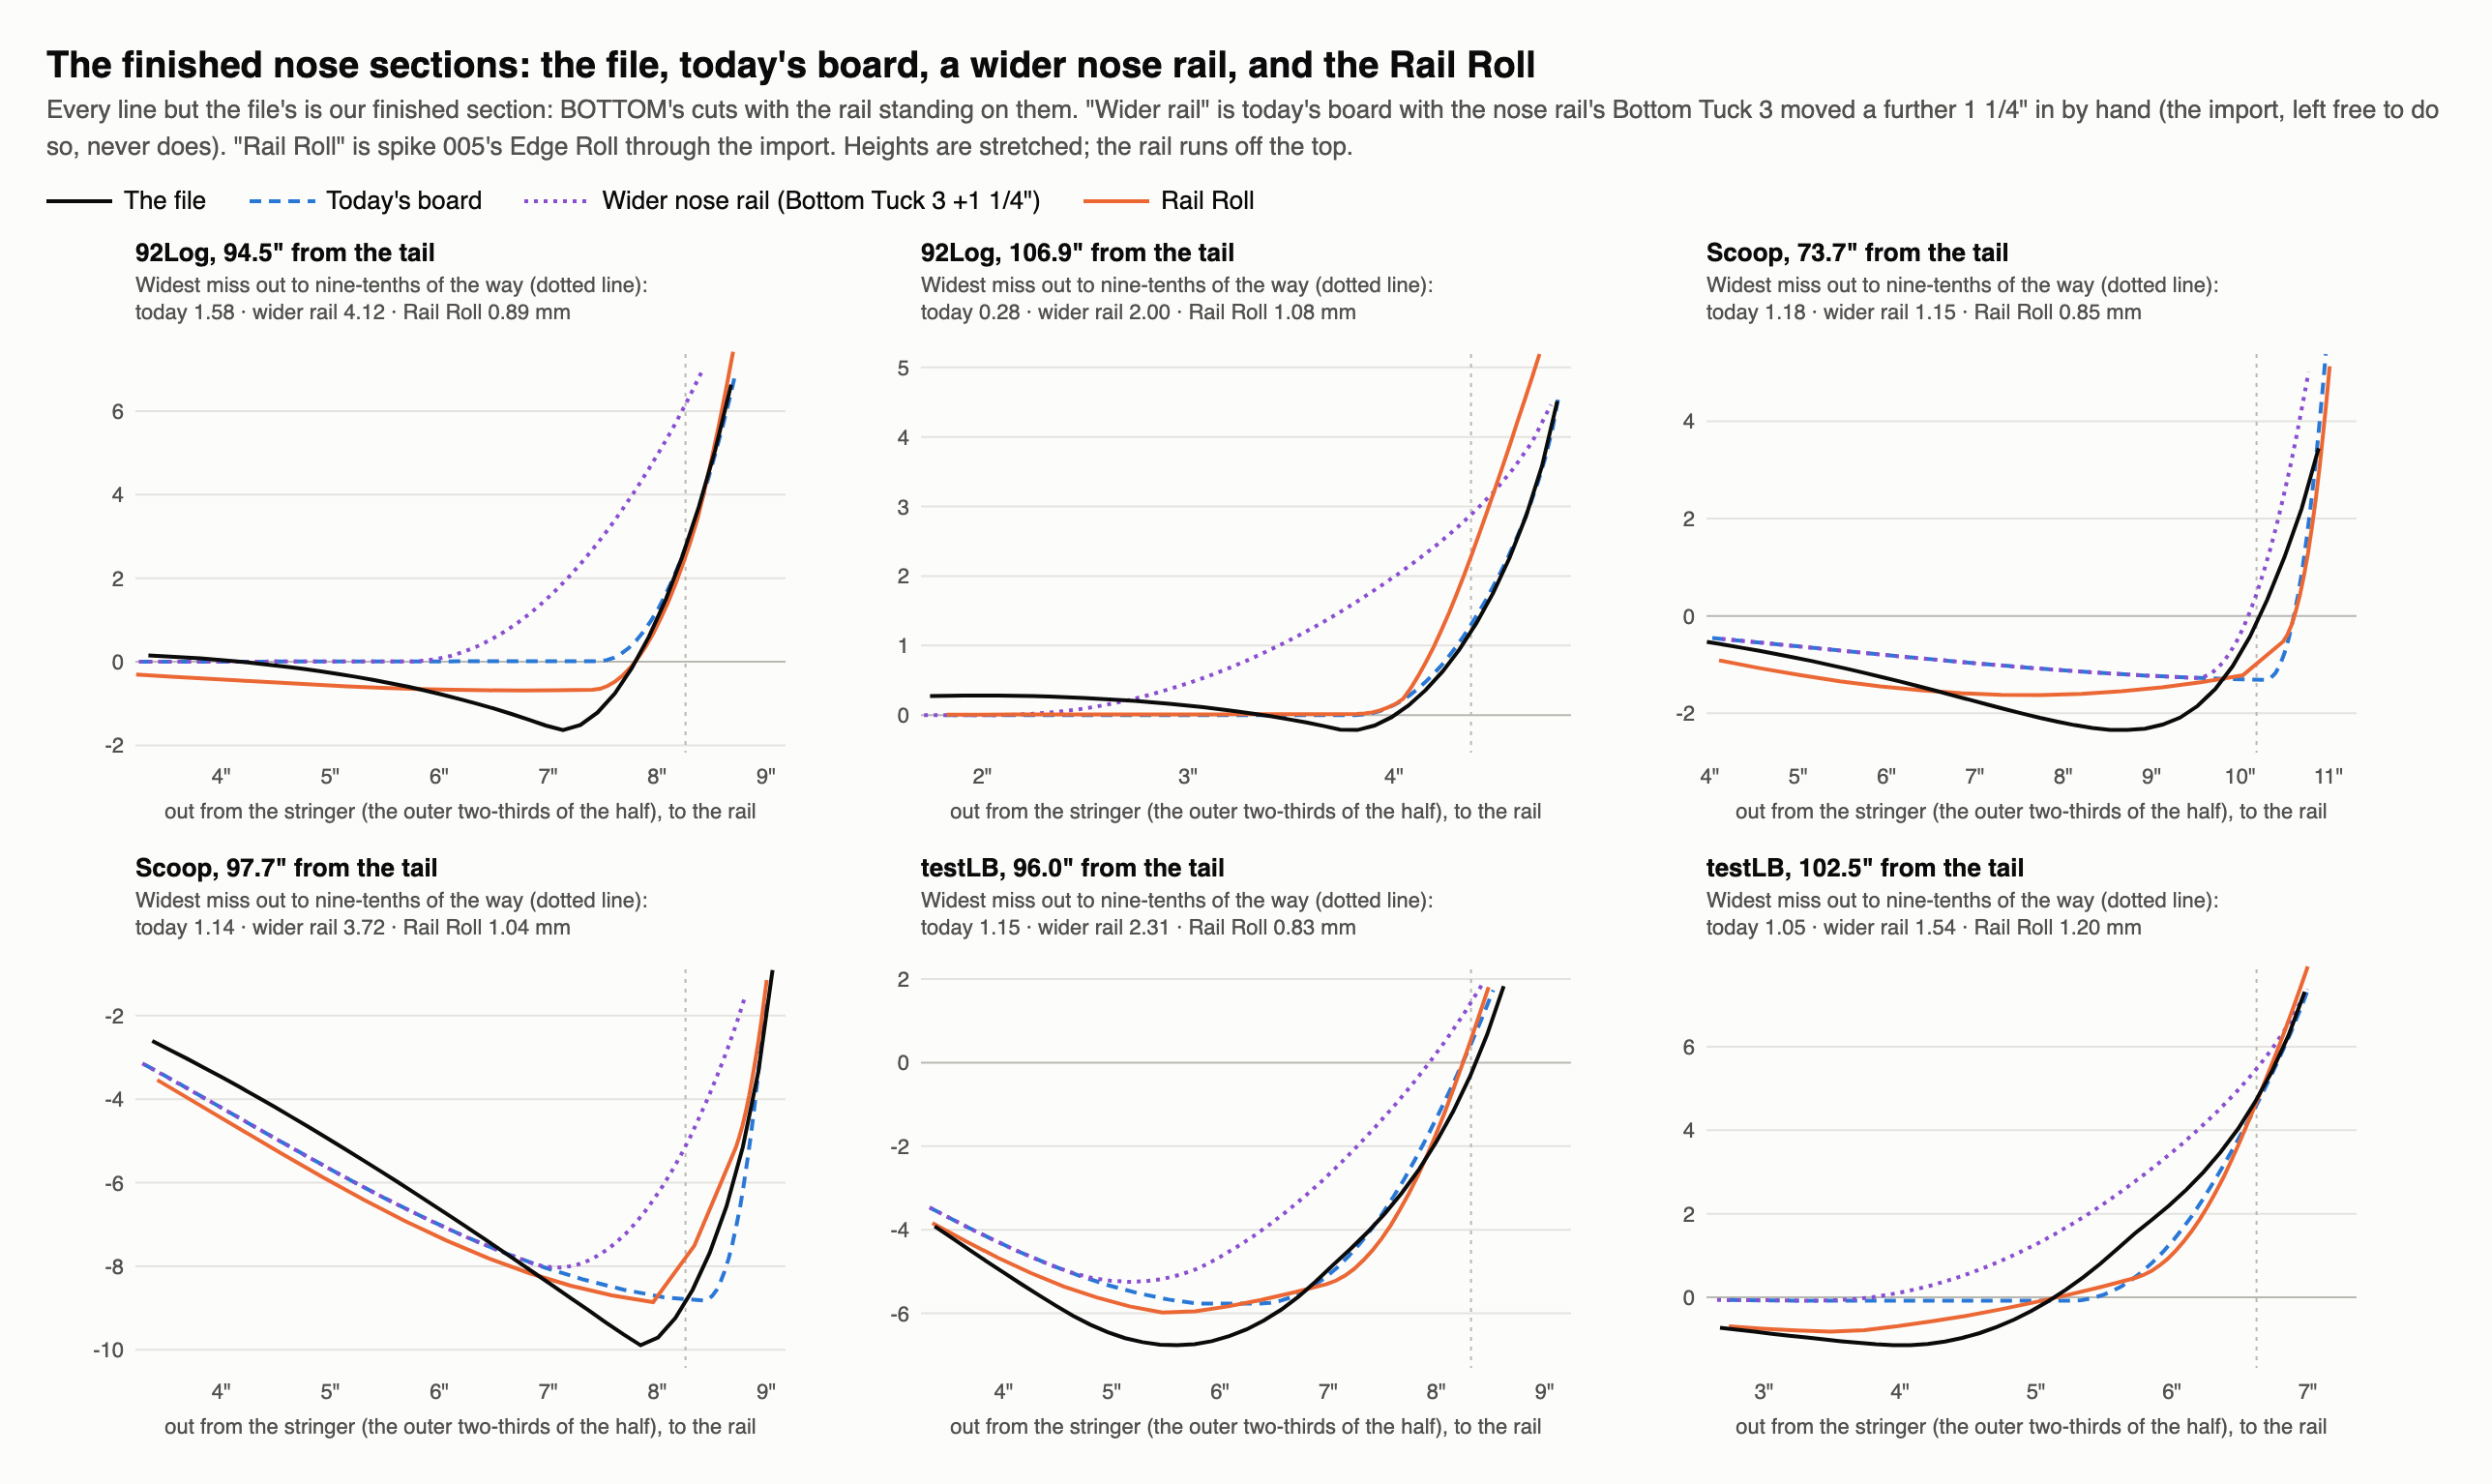 The finished nose sections: the file, today's board, a wider nose rail, and the Rail Roll
Every line but the file's is our finished section: BOTTOM's cuts with the rail standing on them. "Wider rail" is today's board with the nose rail's Bottom Tuck 3 moved a further 1 1/4" in by hand (the import, left free to do
so, never does). "Rail Roll" is spike 005's Edge Roll through the import. Heights are stretched; the rail runs off the top.
The file
Today's board
Wider nose rail (Bottom Tuck 3 +1 1/4")
Rail Roll
92Log, 94.5" from the tail
Widest miss out to nine-tenths of the way (dotted line):
today 1.58 · wider rail 4.12 · Rail Roll 0.89 mm
6
4
2
0
-2
4"
5"
6"
7"
8"
9"
out from the stringer (the outer two-thirds of the half), to the rail
92Log, 106.9" from the tail
Widest miss out to nine-tenths of the way (dotted line):
today 0.28 · wider rail 2.00 · Rail Roll 1.08 mm
5
4
3
2
1
0
2"
3"
4"
out from the stringer (the outer two-thirds of the half), to the rail
Scoop, 73.7" from the tail
Widest miss out to nine-tenths of the way (dotted line):
today 1.18 · wider rail 1.15 · Rail Roll 0.85 mm
4
2
0
-2
4"
5"
6"
7"
8"
9"
10"
11"
out from the stringer (the outer two-thirds of the half), to the rail
Scoop, 97.7" from the tail
Widest miss out to nine-tenths of the way (dotted line):
today 1.14 · wider rail 3.72 · Rail Roll 1.04 mm
-2
-4
-6
-8
-10
4"
5"
6"
7"
8"
9"
out from the stringer (the outer two-thirds of the half), to the rail
testLB, 96.0" from the tail
Widest miss out to nine-tenths of the way (dotted line):
today 1.15 · wider rail 2.31 · Rail Roll 0.83 mm
2
0
-2
-4
-6
4"
5"
6"
7"
8"
9"
out from the stringer (the outer two-thirds of the half), to the rail
testLB, 102.5" from the tail
Widest miss out to nine-tenths of the way (dotted line):
today 1.05 · wider rail 1.54 · Rail Roll 1.20 mm
6
4
2
0
3"
4"
5"
6"
7"
out from the stringer (the outer two-thirds of the half), to the rail